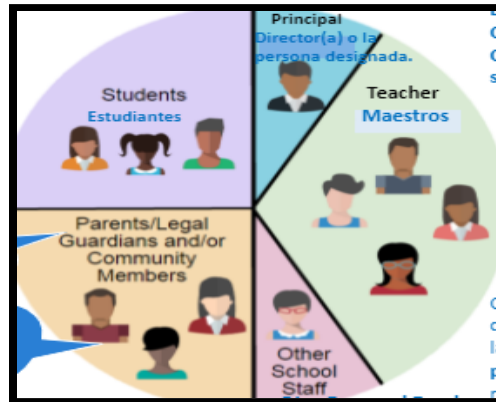 Principal
Director(a) o la
persona designada.
Students
Estudiantes
Teacher
Maestros
Parents/Legal
Guardians and/or
Community
Members
Other
School
Staff